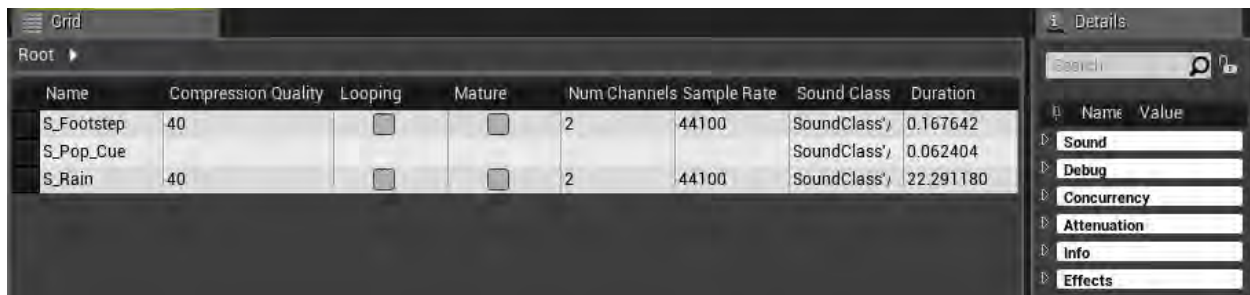 Grid
Root
Name Compression Quality Looping Mature Num Channels Sample Rate Sound Class Duration
S_Footstep 40 2 44100 SoundClass'/ 0.167642
S_Pop_Cue SoundClass'/ 0.062404
S_Rain 40 2 44100 SoundClass'/ 22.291180
Details
Search
Name Value
Sound
Debug
Concurrency
Attenuation
Info
Effects